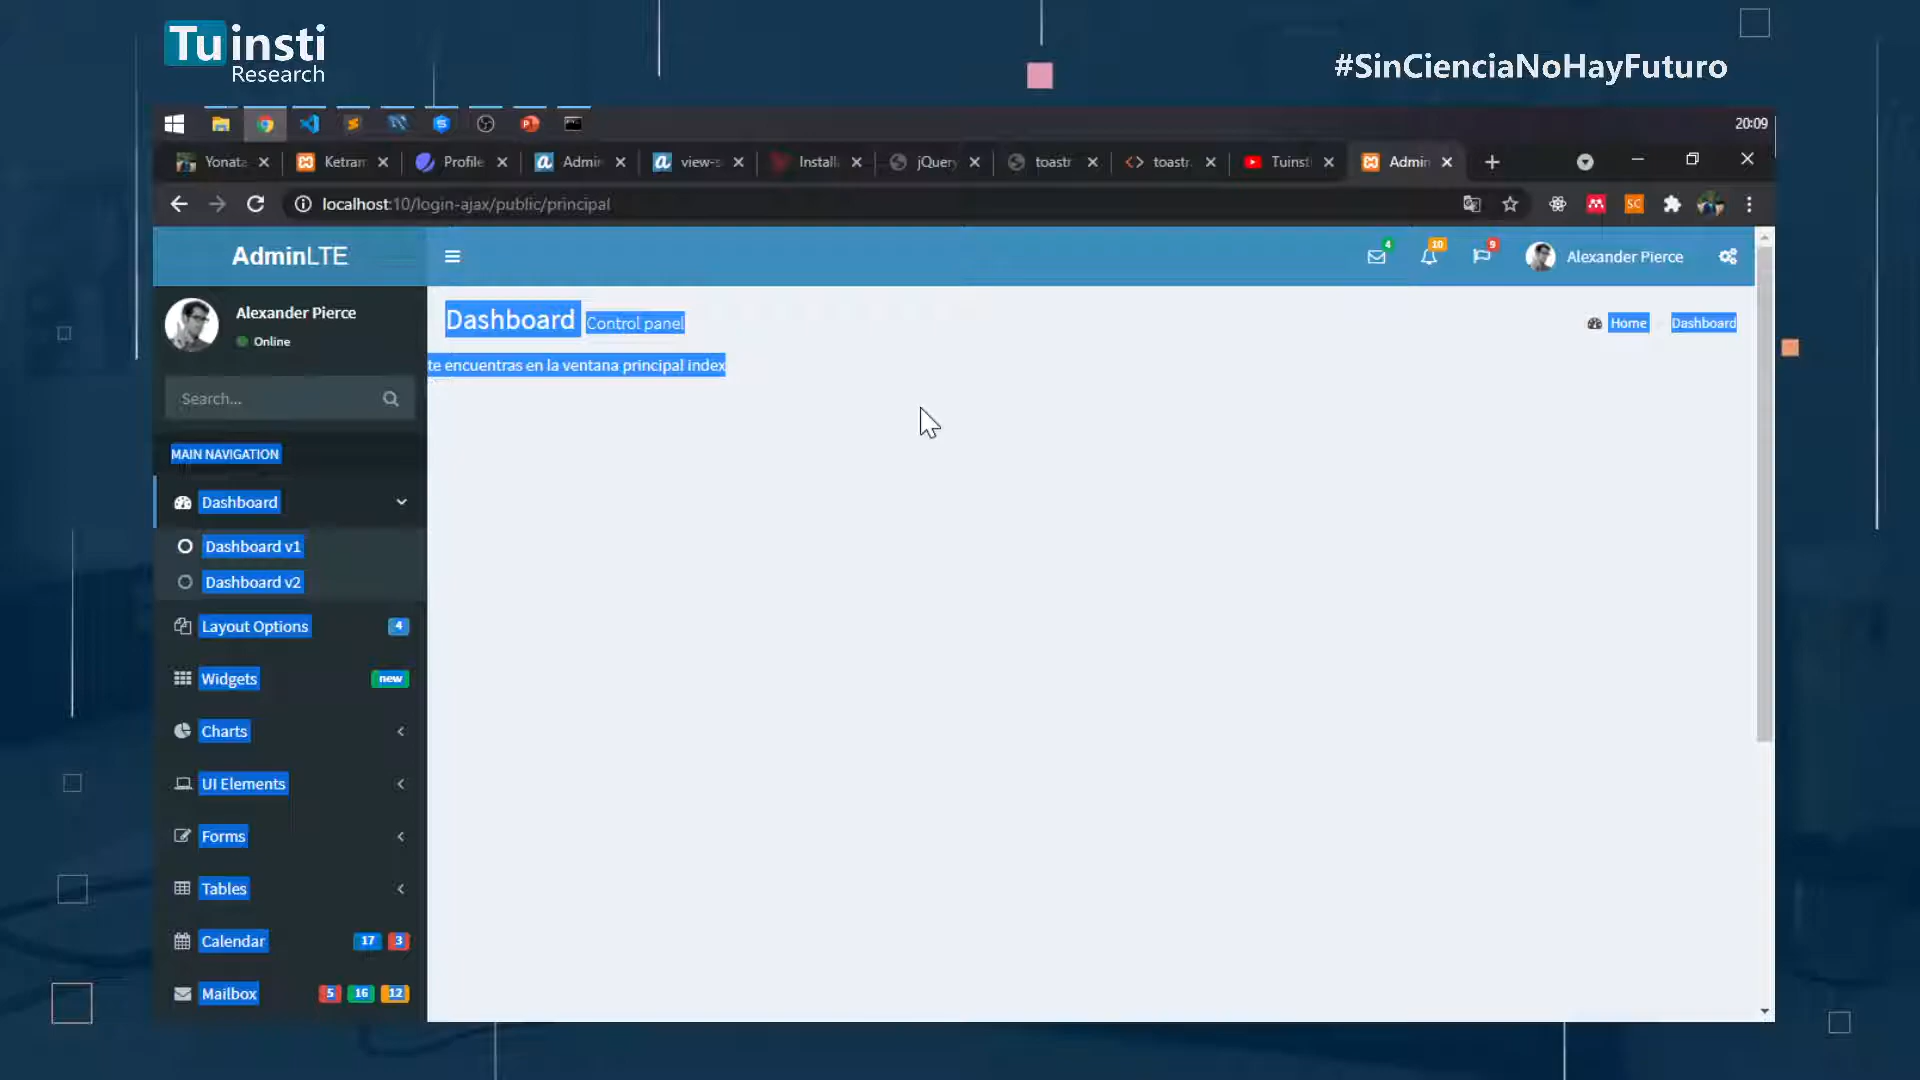 Tuinsti
Research
#SinCienciaNoHayFuturo
20:09
Yonata
Ketram
Profile
Admin
view-s
Install
jQuery
toastr
toastr
Tuinsti
Admin
localhost:10/login-ajax/public/principal
SC
AdminLTE
4
10
9
Alexander Pierce
Alexander Pierce
Online
Dashboard Control panel
Home
Dashboard
te encuentras en la ventana principal index
Search...
MAIN NAVIGATION
Dashboard
Dashboard v1
Dashboard v2
Layout Options 4
Widgets new
Charts
UI Elements
Forms
Tables
Calendar 17 3
Mailbox 5 16 12